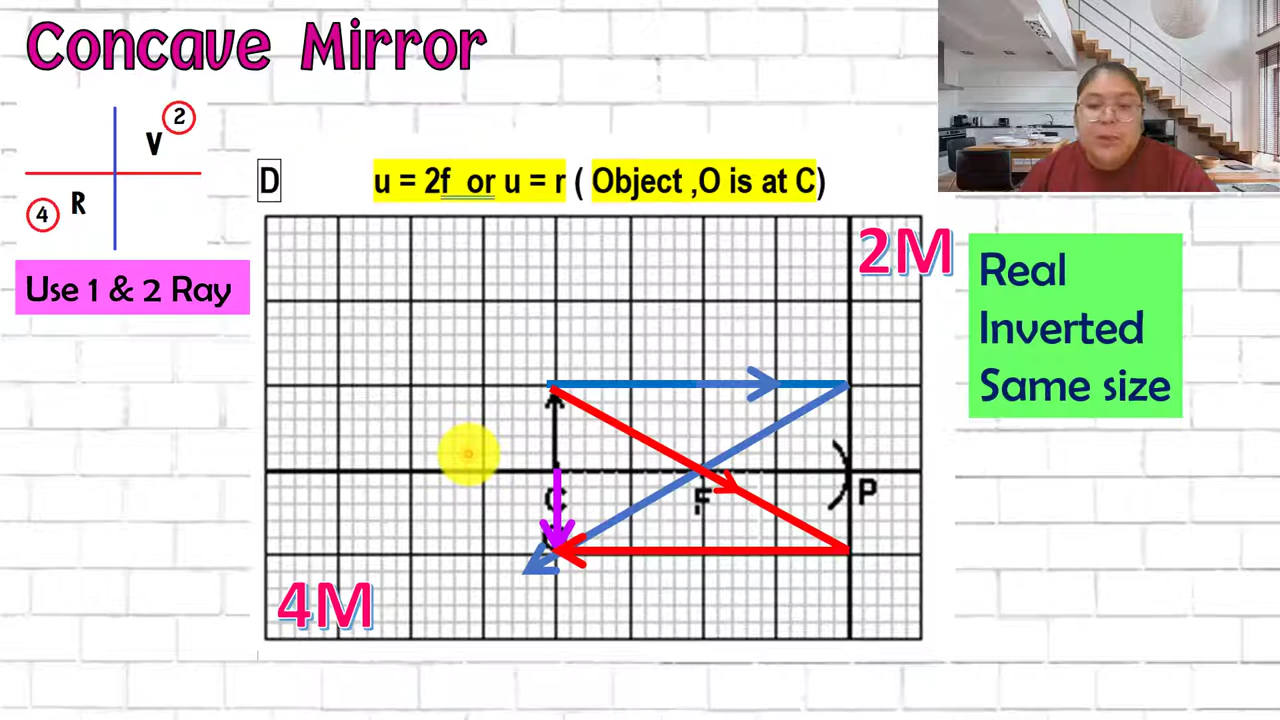 Concave Mirror
2
V
R
4
Use 1 & 2 Ray
D
u = 2f or u = r ( Object ,O is at C)
2M
C
F
P
4M
Real
Inverted
Same size